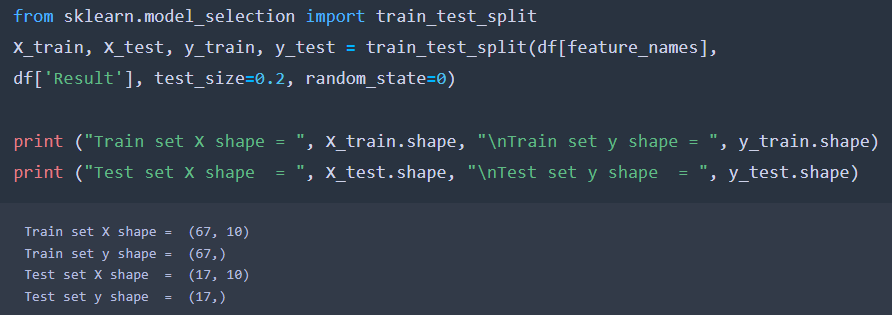 from sklearn.model_selection import train_test_split
X_train, X_test, y_train, y_test = train_test_split(df[feature_names],
df['Result'], test_size=0.2, random_state=0)
print ("Train set X shape = ", X_train.shape, "\nTrain set y shape = ", y_train.shape)
print ("Test set X shape  = ", X_test.shape, "\nTest set y shape  = ", y_test.shape)
Train set X shape =  (67, 10)
Train set y shape =  (67,)
Test set X shape  =  (17, 10)
Test set y shape  =  (17,)